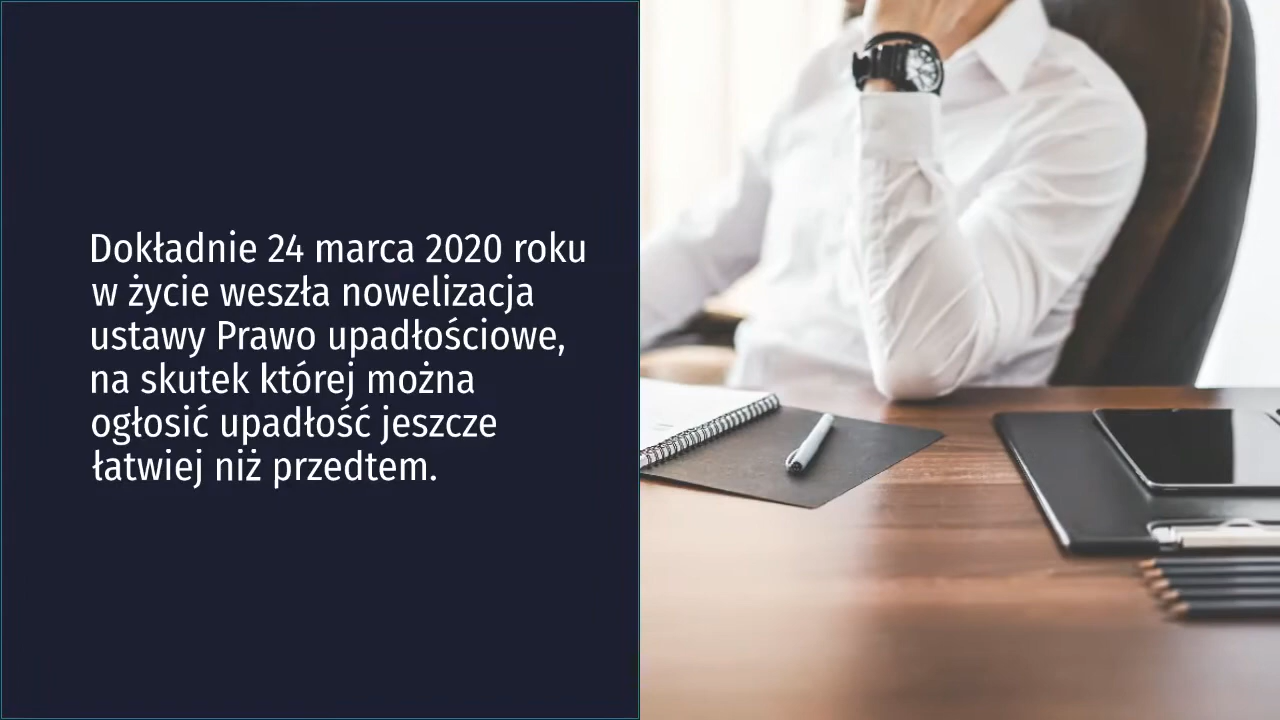 Dokładnie 24 marca 2020 roku
w życie weszła nowelizacja
ustawy Prawo upadłościowe,
na skutek której można
ogłosić upadłość jeszcze
łatwiej niż przedtem.